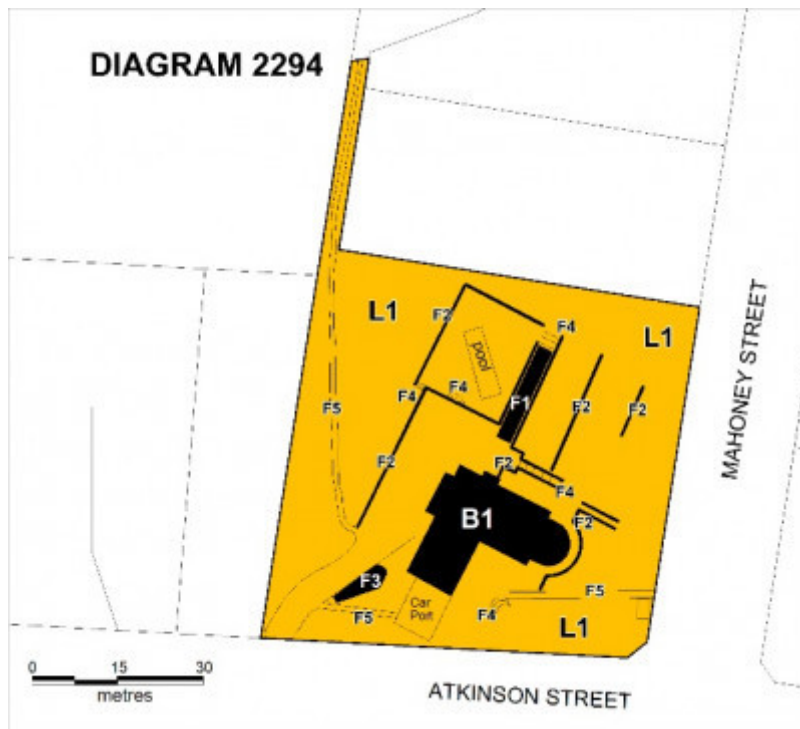 DIAGRAM 2294
L1
F2
F4
L1
pool
F4
F4
F1
F2
F2
F5
F2
F2
F4
B1
F2
F3
F5
Car
Port
F5
F4
L1
0 15 30
metres
MAHONEY STREET
ATKINSON STREET